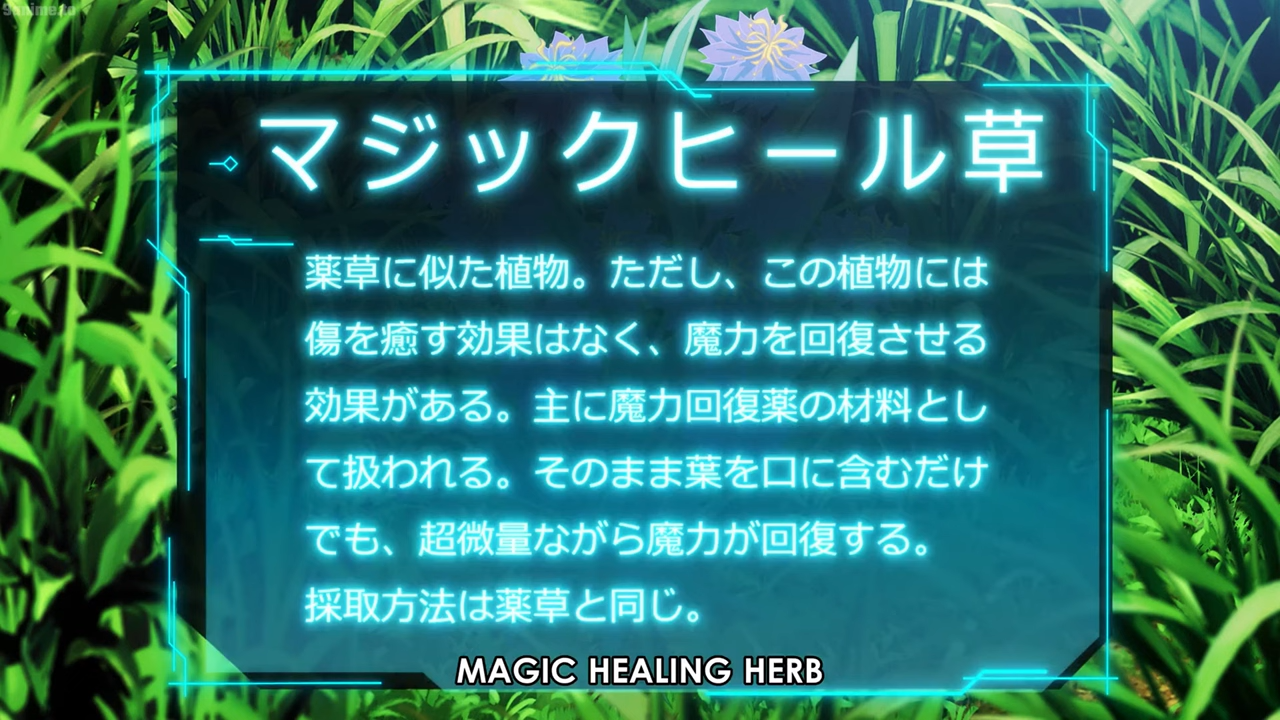 マジックヒール草
薬草に似た植物。ただし、この植物には
傷を癒す効果はなく、魔力を回復させる
効果がある。主に魔力回復薬の材料とし
て扱われる。そのまま葉を口に含むだけ
でも、超微量ながら魔力が回復する。
採取方法は薬草と同じ。
MAGIC HEALING HERB